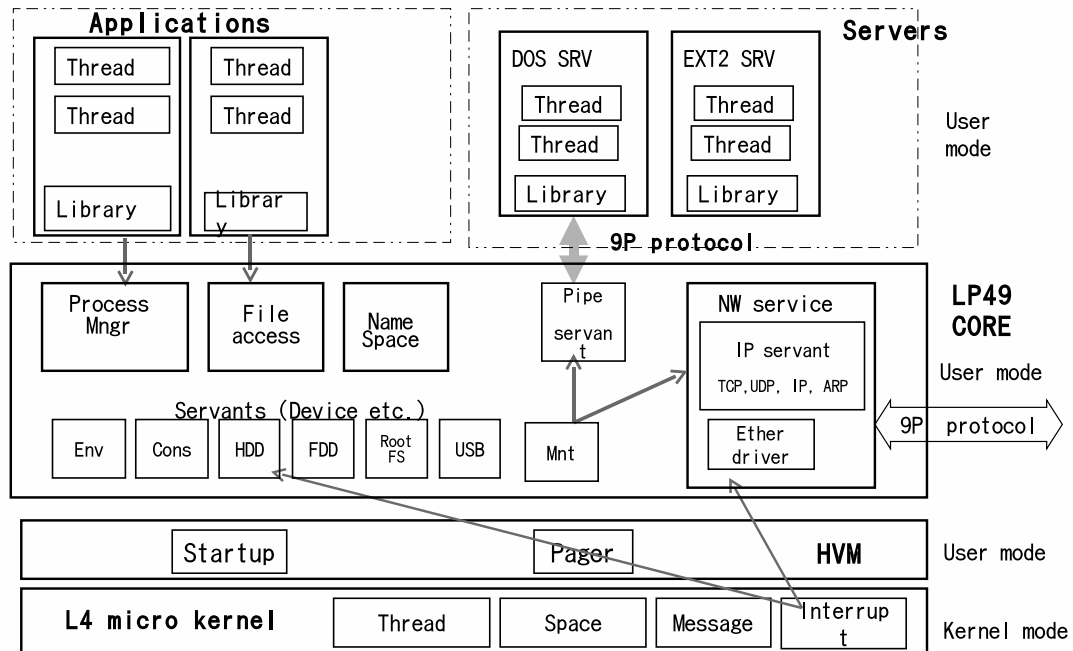 Applications
Thread
Thread
Library
Thread
Thread
Librar
y
Servers
DOS SRV
Thread
Thread
Library
EXT2 SRV
Thread
Thread
Library
User
mode
9P protocol
Process
Mngr
File
access
Name
Space
Pipe
servan
t
NW service
IP servant
TCP,UDP, IP, ARP
Ether
driver
LP49
CORE
User mode
9P protocol
Servants (Device etc.)
Env
Cons
HDD
FDD
Root
FS
USB
Mnt
Startup
Pager
HVM
User mode
L4 micro kernel
Thread
Space
Message
Interrup
t
Kernel mode